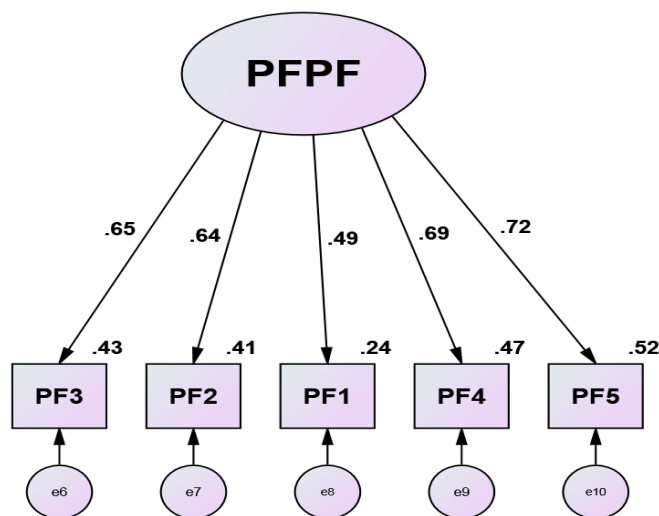 PFPF
.65 .64 .49 .69 .72
.43 .41 .24 .47 .52
PF3 PF2 PF1 PF4 PF5
e6 e7 e8 e9 e10